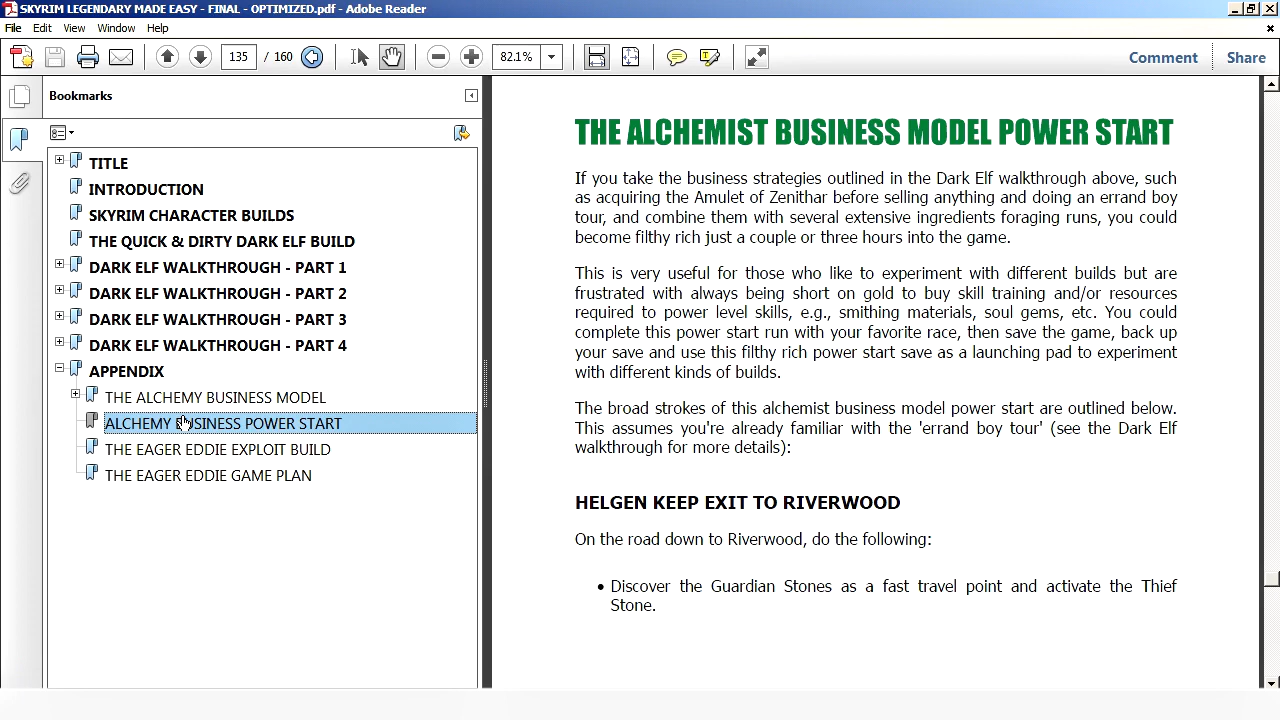 SKYRIM LEGENDARY MADE EASY - FINAL - OPTIMIZED.pdf - Adobe Reader
File Edit View Window Help
135 / 160 82.1% Comment Share
Bookmarks
TITLE
INTRODUCTION
SKYRIM CHARACTER BUILDS
THE QUICK & DIRTY DARK ELF BUILD
DARK ELF WALKTHROUGH - PART 1
DARK ELF WALKTHROUGH - PART 2
DARK ELF WALKTHROUGH - PART 3
DARK ELF WALKTHROUGH - PART 4
APPENDIX
THE ALCHEMY BUSINESS MODEL
ALCHEMY BUSINESS POWER START
THE EAGER EDDIE EXPLOIT BUILD
THE EAGER EDDIE GAME PLAN
THE ALCHEMIST BUSINESS MODEL POWER START
If you take the business strategies outlined in the Dark Elf walkthrough above, such
as acquiring the Amulet of Zenithar before selling anything and doing an errand boy
tour, and combine them with several extensive ingredients foraging runs, you could
become filthy rich just a couple or three hours into the game.
This is very useful for those who like to experiment with different builds but are
frustrated with always being short on gold to buy skill training and/or resources
required to power level skills, e.g., smithing materials, soul gems, etc. You could
complete this power start run with your favorite race, then save the game, back up
your save and use this filthy rich power start save as a launching pad to experiment
with different kinds of builds.
The broad strokes of this alchemist business model power start are outlined below.
This assumes you're already familiar with the 'errand boy tour' (see the Dark Elf
walkthrough for more details):
HELGEN KEEP EXIT TO RIVERWOOD
On the road down to Riverwood, do the following:
• Discover the Guardian Stones as a fast travel point and activate the Thief
Stone.